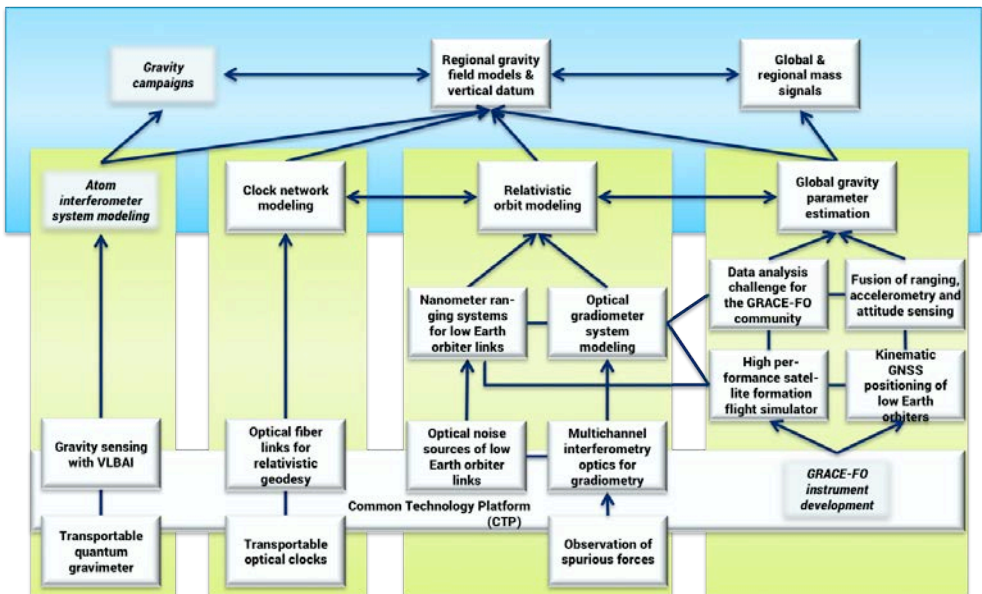 Gravity
campaigns
Regional gravity
field models &
vertical datum
Global &
regional mass
signals
Atom
interferometer
system modeling
Clock network
modeling
Relativistic
orbit modeling
Global gravity
parameter
estimation
Nanometer ran-
ging systems
for low Earth
orbiter links
Optical
gradiometer
system
modeling
Data analysis
challenge for
the GRACE-FO
community
Fusion of ranging,
accelerometry and
attitude sensing
High per-
formance satel-
lite formation
flight simulator
Kinematic
GNSS
positioning of
low Earth
orbiters
Gravity sensing
with VLBAI
Optical fiber
links for
relativistic
geodesy
Optical noise
sources of low
Earth orbiter
links
Multichannel
interferometry
optics for
gradiometry
GRACE-FO
instrument
development
Common Technology Platform
(CTP)
Transportable
quantum
gravimeter
Transportable
optical clocks
Observation of
spurious forces